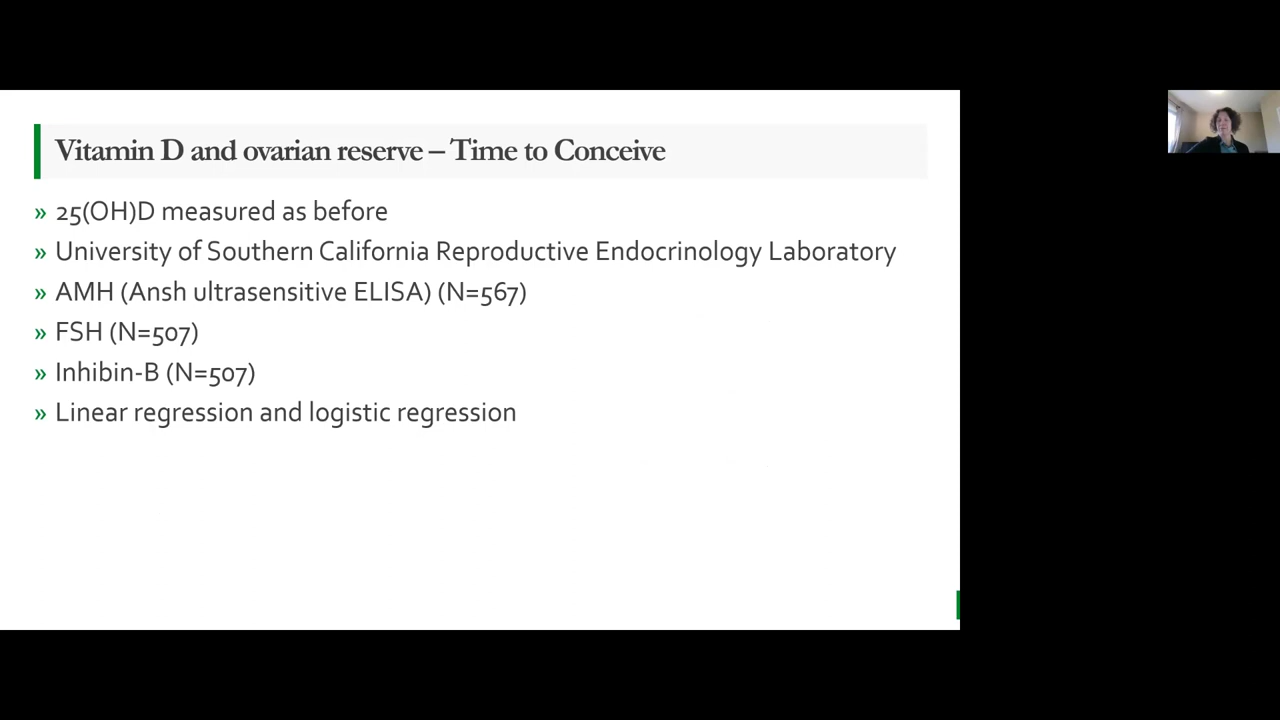 Vitamin D and ovarian reserve – Time to Conceive
» 25(OH)D measured as before
» University of Southern California Reproductive Endocrinology Laboratory
» AMH (Ansh ultrasensitive ELISA) (N=567)
» FSH (N=507)
» Inhibin-B (N=507)
» Linear regression and logistic regression